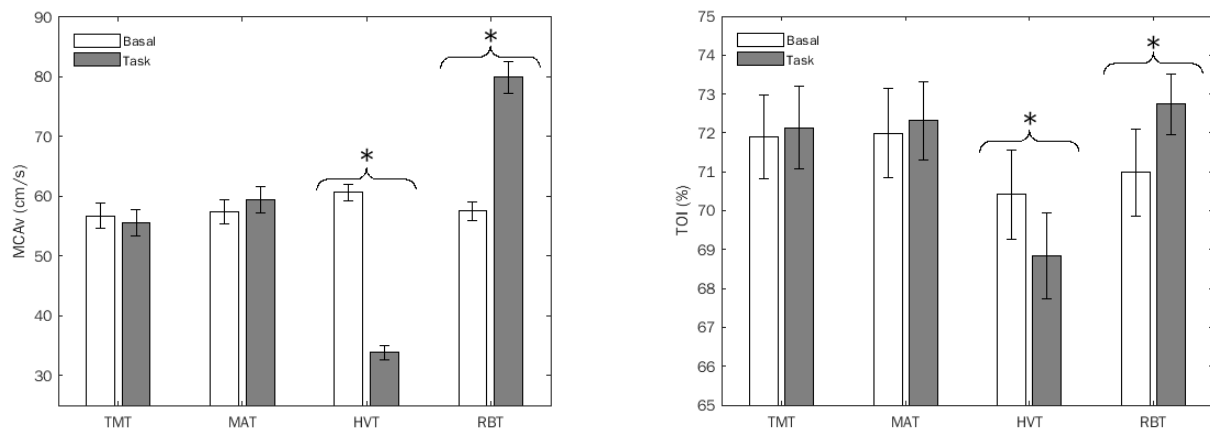 90
80
70
60
50
40
30
MCAv (cm/s)
Basal
Task
*
*
TMT MAT HVT RBT
75
74
73
72
71
70
69
68
67
66
65
TOI (%)
Basal
Task
*
*
TMT MAT HVT RBT